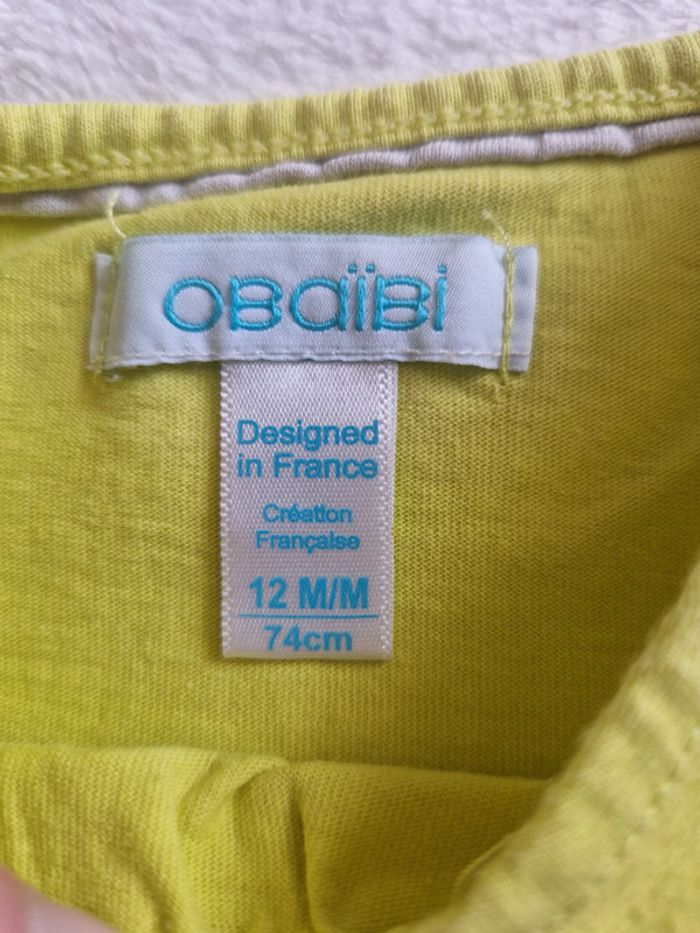 OBaïBi
Designed
in France
Création
Française
12 M/M
74cm